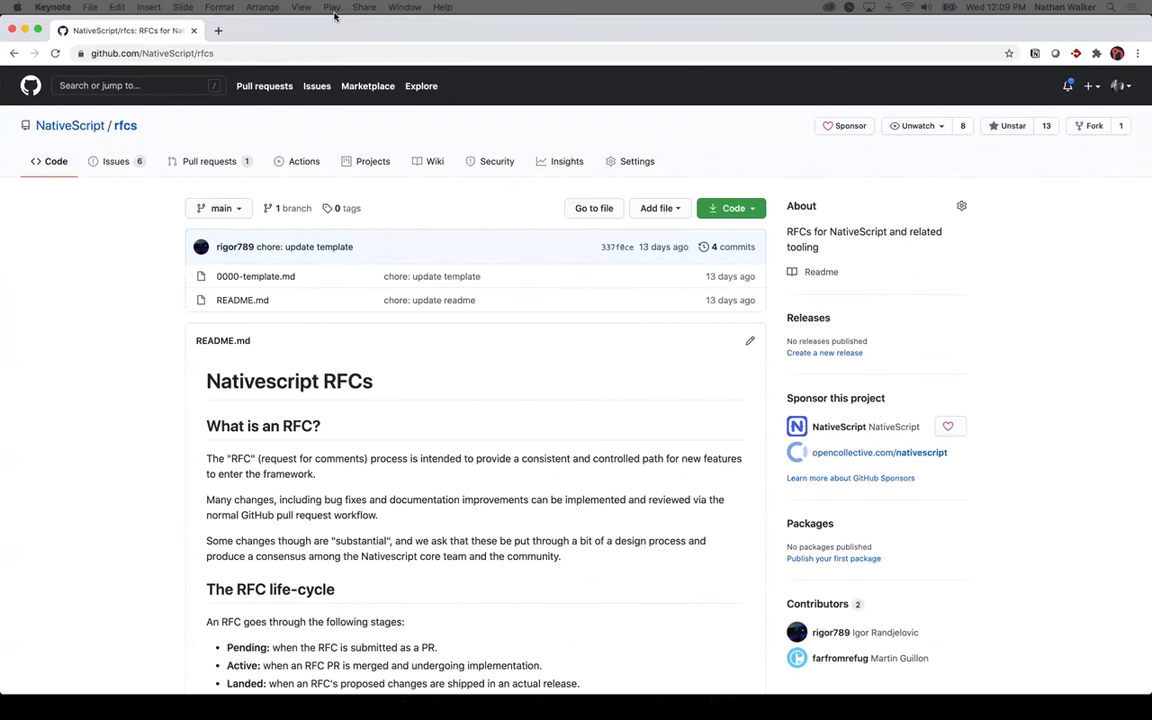 Keynote File Edit Insert Slide Format Arrange View Play Share Window Help Wed 12:09 PM Nathan Walker
NativeScript/rfcs: RFCs for Na
github.com/NativeScript/rfcs
Search or jump to... / Pull requests Issues Marketplace Explore
NativeScript / rfcs Sponsor Unwatch 8 Unstar 13 Fork 1
<> Code Issues 6 Pull requests 1 Actions Projects Wiki Security Insights Settings
main 1 branch 0 tags Go to file Add file Code
rigor789 chore: update template 337f0ce 13 days ago 4 commits
0000-template.md chore: update template 13 days ago
README.md chore: update readme 13 days ago
README.md
Nativescript RFCs
What is an RFC?
The "RFC" (request for comments) process is intended to provide a consistent and controlled path for new features
to enter the framework.
Many changes, including bug fixes and documentation improvements can be implemented and reviewed via the
normal GitHub pull request workflow.
Some changes though are "substantial", and we ask that these be put through a bit of a design process and
produce a consensus among the Nativescript core team and the community.
The RFC life-cycle
An RFC goes through the following stages:
• Pending: when the RFC is submitted as a PR.
• Active: when an RFC PR is merged and undergoing implementation.
• Landed: when an RFC's proposed changes are shipped in an actual release.
About
RFCs for NativeScript and related
tooling
Readme
Releases
No releases published
Create a new release
Sponsor this project
NativeScript NativeScript
opencollective.com/nativescript
Learn more about GitHub Sponsors
Packages
No packages published
Publish your first package
Contributors 2
rigor789 Igor Randjelovic
farfromrefug Martin Guillon